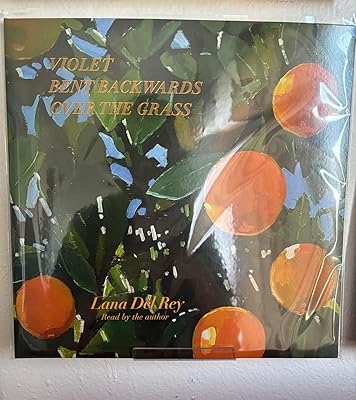 VIOLET
BENT BACKWARDS
OVER THE GRASS
Lana Del Rey
Read by the author